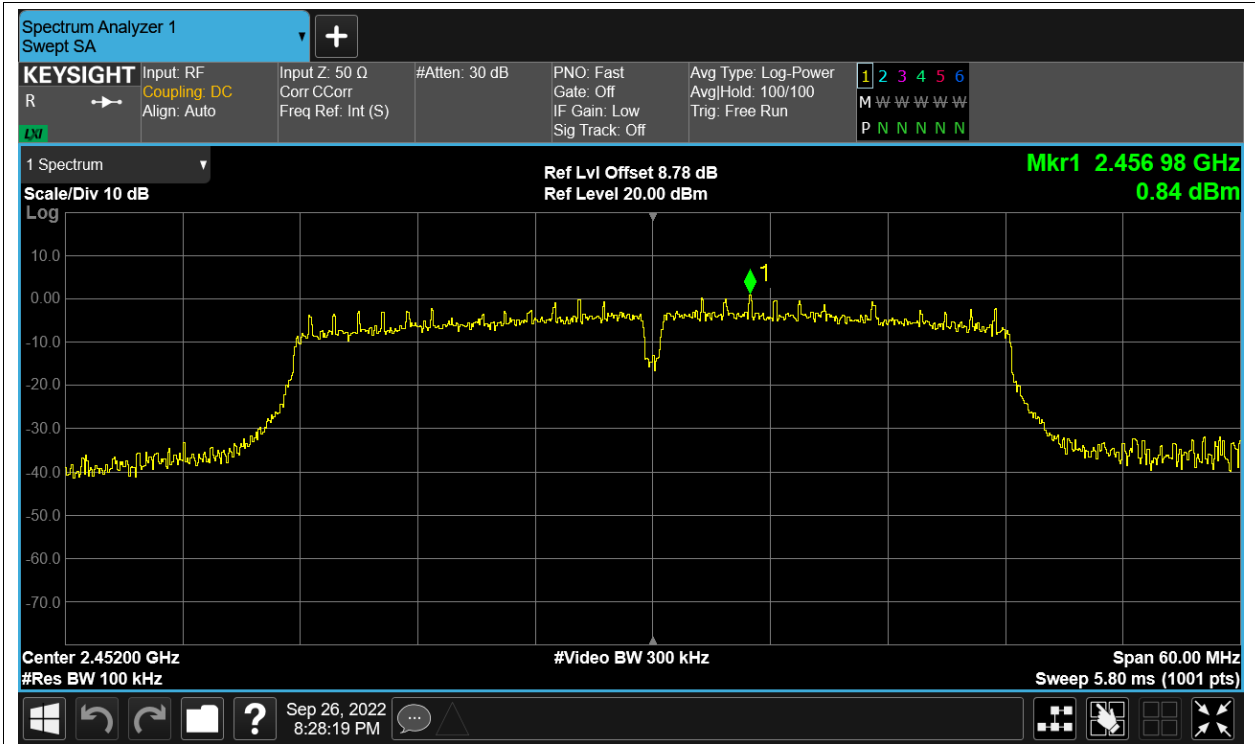 Spectrum Analyzer 1
Swept SA
+
KEYSIGHT
R
LXI
Input: RF
Coupling: DC
Align: Auto
Input Z: 50 Ω
Corr CCorr
Freq Ref: Int (S)
#Atten: 30 dB
PNO: Fast
Gate: Off
IF Gain: Low
Sig Track: Off
Avg Type: Log-Power
Avg|Hold: 100/100
Trig: Free Run
1 2 3 4 5 6
M W W W W W
P N N N N N
1 Spectrum
Scale/Div 10 dB
Log
Ref Lvl Offset 8.78 dB
Ref Level 20.00 dBm
Mkr1 2.456 98 GHz
0.84 dBm
1
10.0
0.00
-10.0
-20.0
-30.0
-40.0
-50.0
-60.0
-70.0
Center 2.45200 GHz
#Res BW 100 kHz
#Video BW 300 kHz
Span 60.00 MHz
Sweep 5.80 ms (1001 pts)
?
Sep 26, 2022
8:28:19 PM